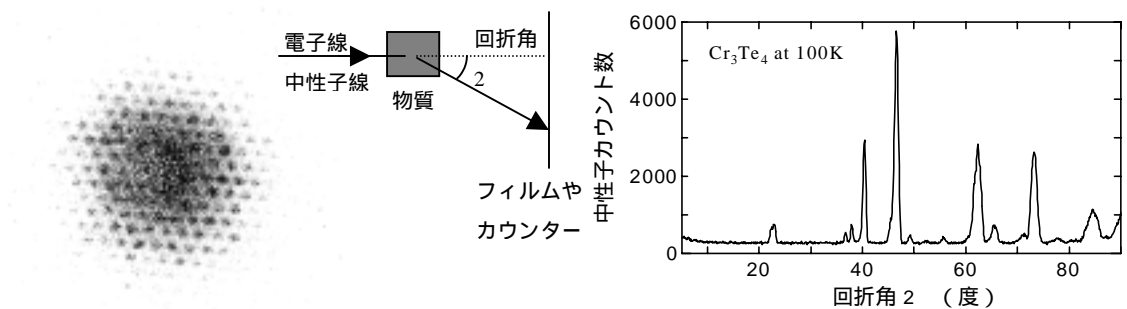 電子線
中性子線
回折角
2
物質
フィルムや
カウンター
中性子カウント数
6000
4000
2000
0
Cr3Te4 at 100K
20
40
60
80
回折角 2 （度）